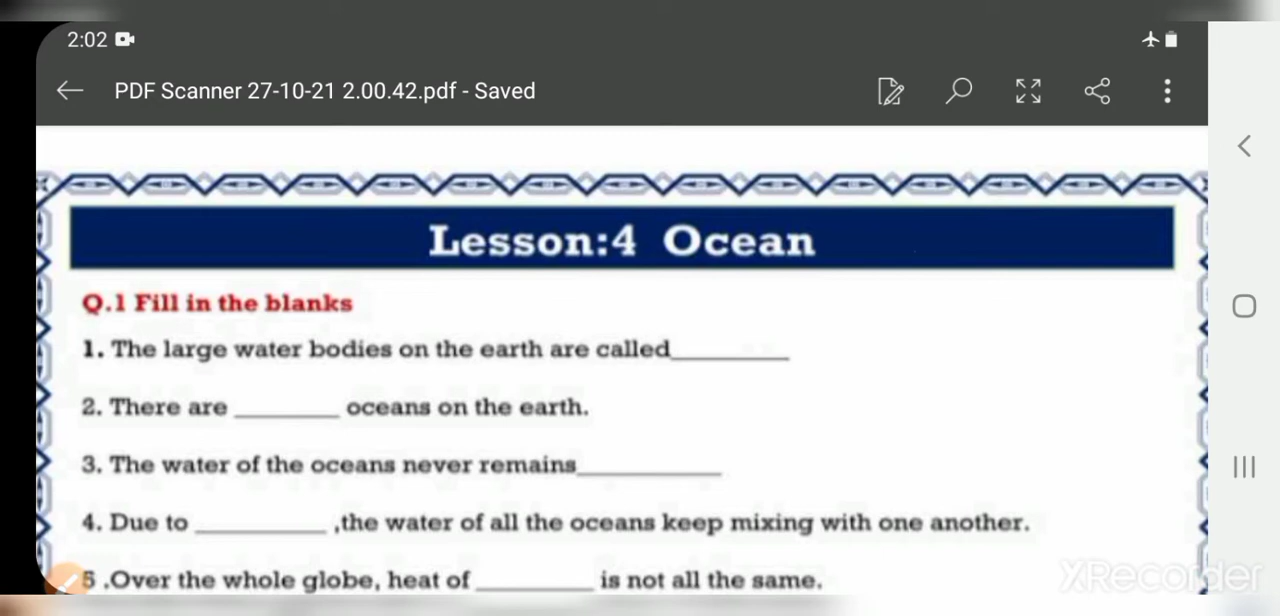 2:02
PDF Scanner 27-10-21 2.00.42.pdf - Saved
Lesson:4 Ocean
Q.1 Fill in the blanks
1. The large water bodies on the earth are called_________
2. There are ________ oceans on the earth.
3. The water of the oceans never remains___________
4. Due to __________ ,the water of all the oceans keep mixing with one another.
5 .Over the whole globe, heat of _________ is not all the same.
XRecorder